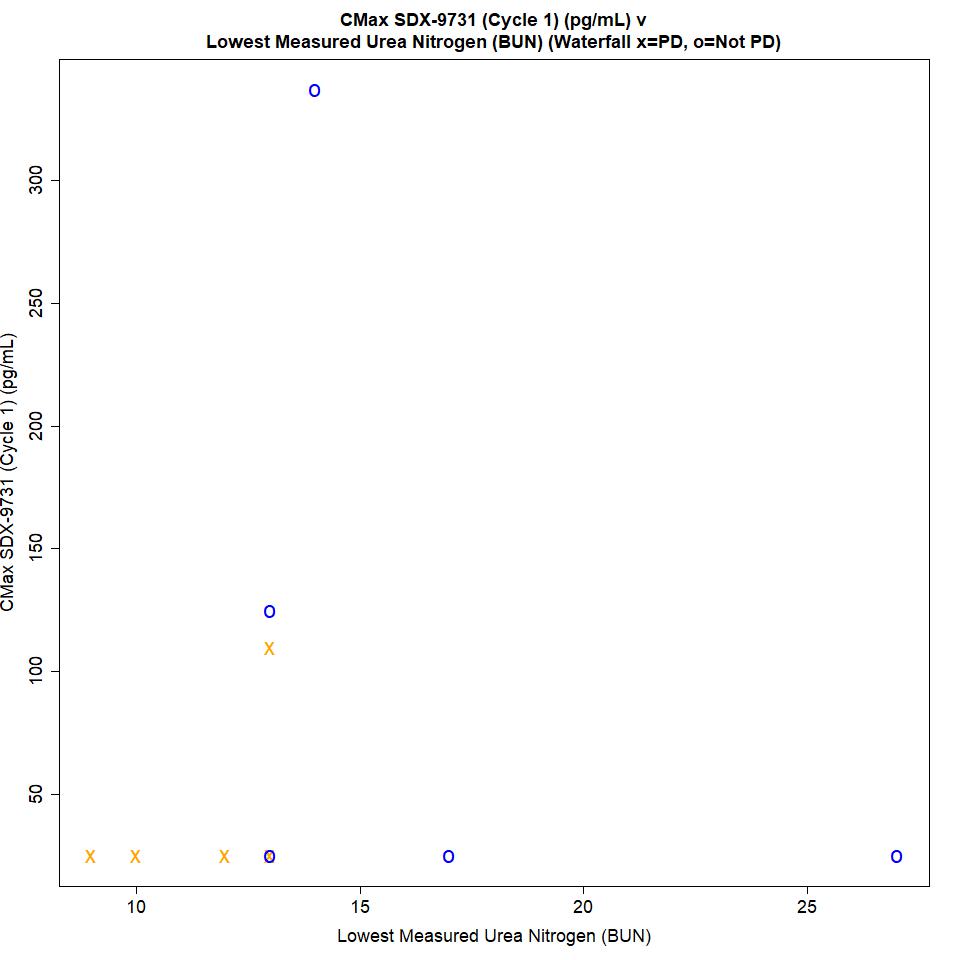 CMax SDX-9731 (Cycle 1) (pg/mL) v
Lowest Measured Urea Nitrogen (BUN) (Waterfall x=PD, o=Not PD)
CMax SDX-9731 (Cycle 1) (pg/mL)
300
250
200
150
100
50
O
O
X
X
X
X
X
O
O
O
10
15
20
25
Lowest Measured Urea Nitrogen (BUN)